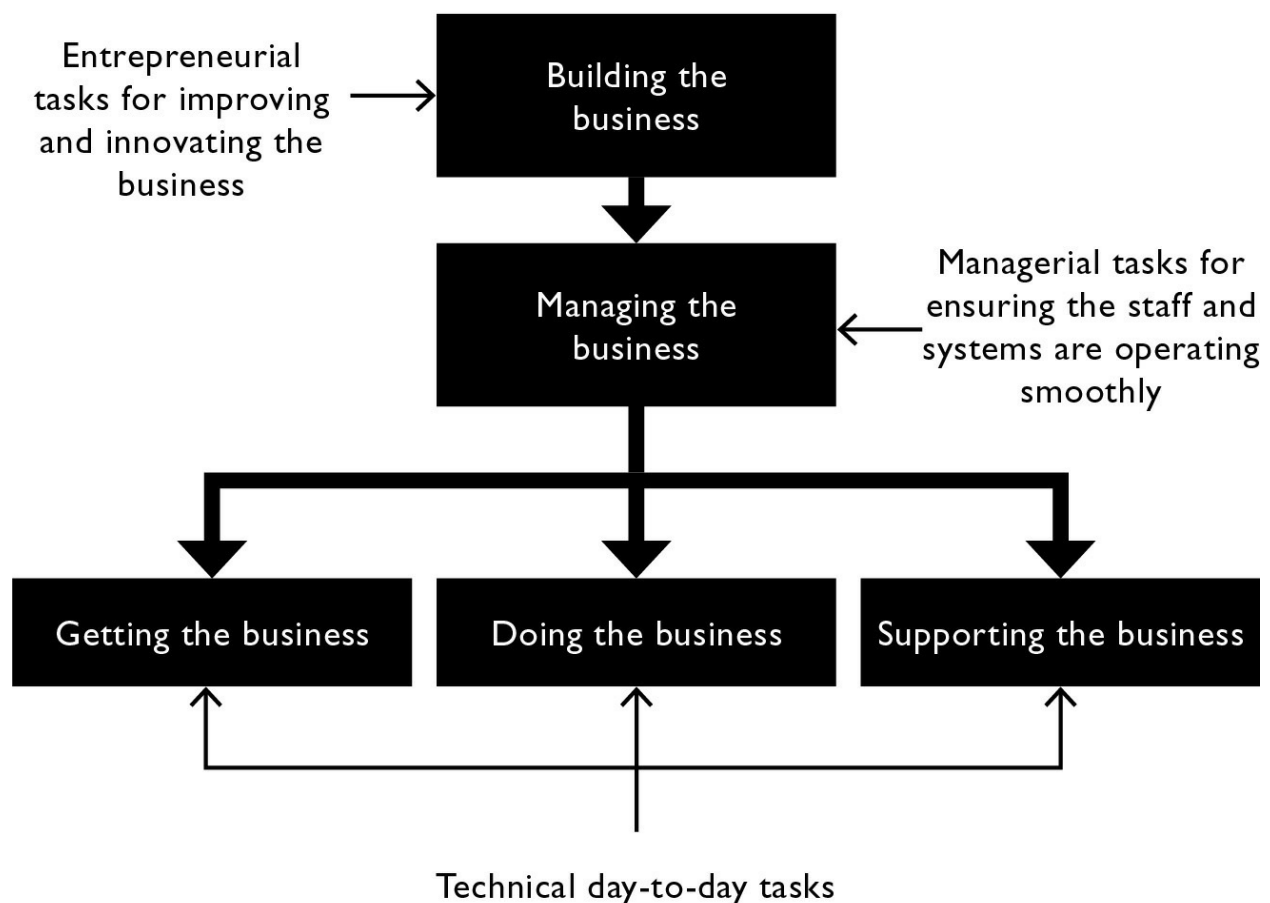 Entrepreneurial
tasks for improving
and innovating the
business
Building the
business
Managing the
business
Managerial tasks for
ensuring the staff and
systems are operating
smoothly
Getting the business
Doing the business
Supporting the business
Technical day-to-day tasks